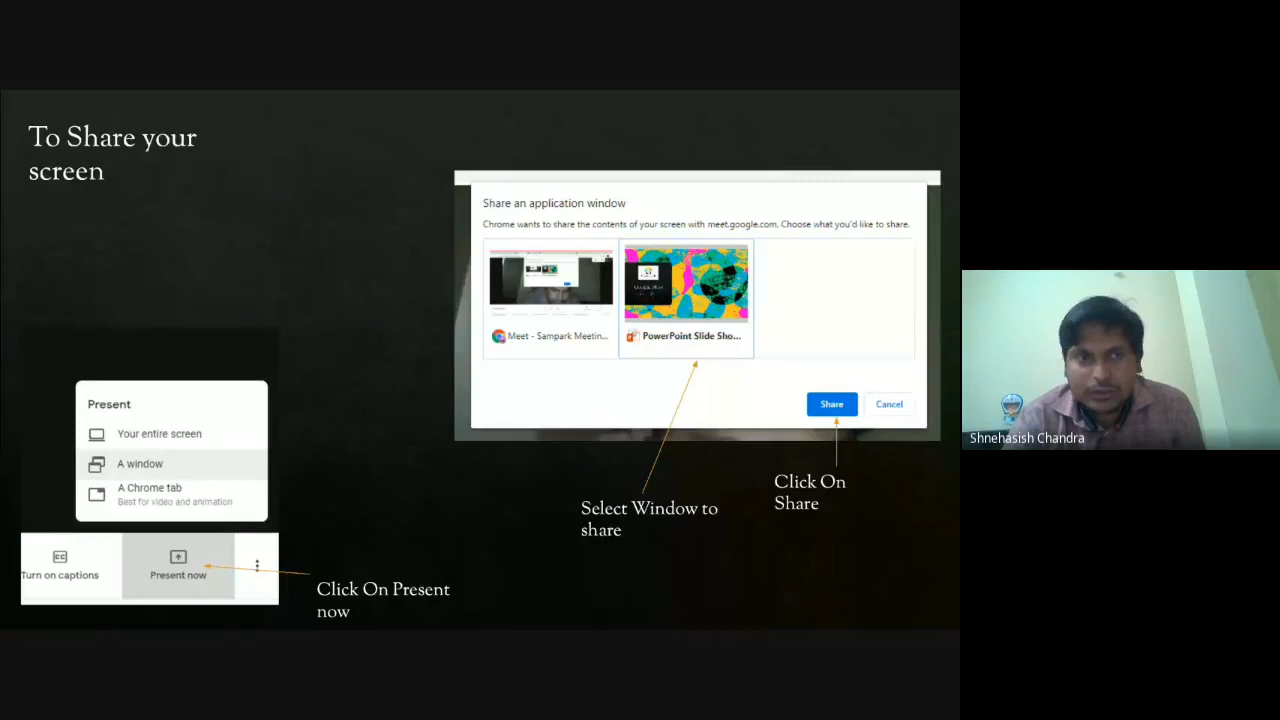 To Share your
screen
Share an application window
Chrome wants to share the contents of your screen with meet.google.com. Choose what you'd like to share.
Meet - Sampark Meetin...
PowerPoint Slide Sho...
Share
Cancel
Present
Your entire screen
A window
A Chrome tab
Best for video and animation
Click On
Share
Select Window to
share
CC
Turn on captions
Present now
Click On Present
now
Shnehasish Chandra